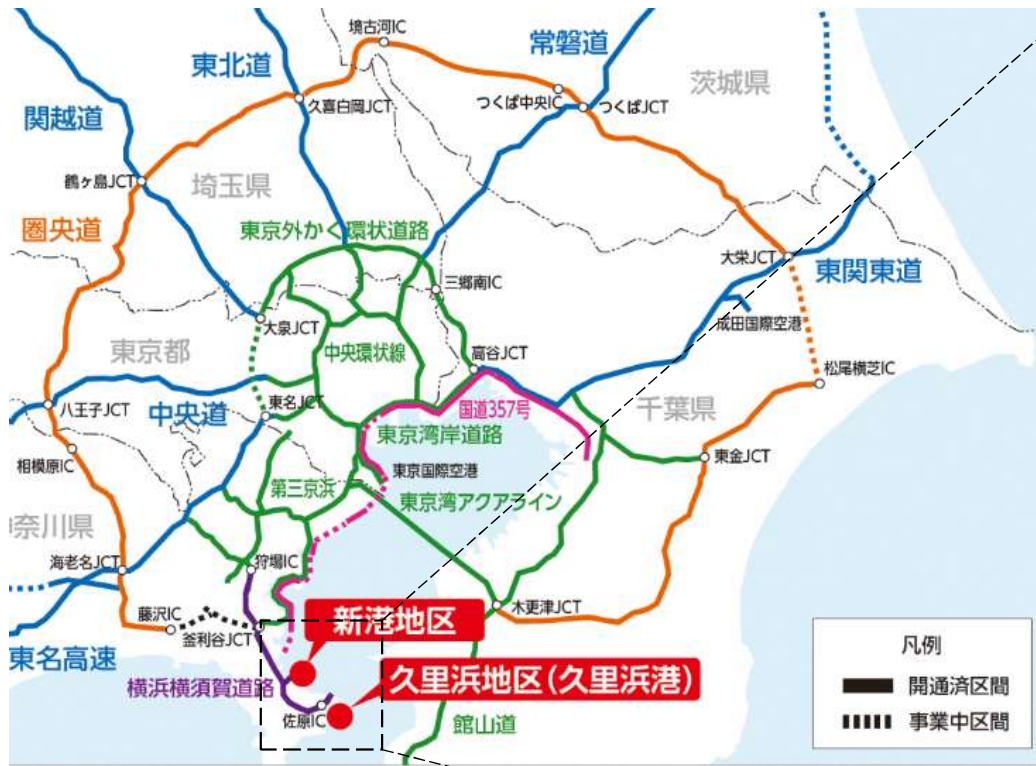 境古河IC
常磐道
東北道
茨城県
つくば中央IC
つくばJCT
久喜白岡JCT
関越道
鶴ヶ島JCT
埼玉県
圏央道
東京外かく環状道路
大栄JCT
東関東道
三郷南IC
大泉JCT
成田国際空港
中央環状線
東京都
高谷JCT
松尾横芝IC
八王子JCT
中央道
東名JCT
国道357号
千葉県
東京湾岸道路
相模原IC
東京国際空港
東金JCT
第三京浜
東京湾アクアライン
奈川県
海老名JCT
狩場IC
藤沢IC
釜利谷JCT
木更津JCT
新港地区
東名高速
横浜横須賀道路
久里浜地区(久里浜港)
佐原IC
館山道
凡例
開通済区間
事業中区間